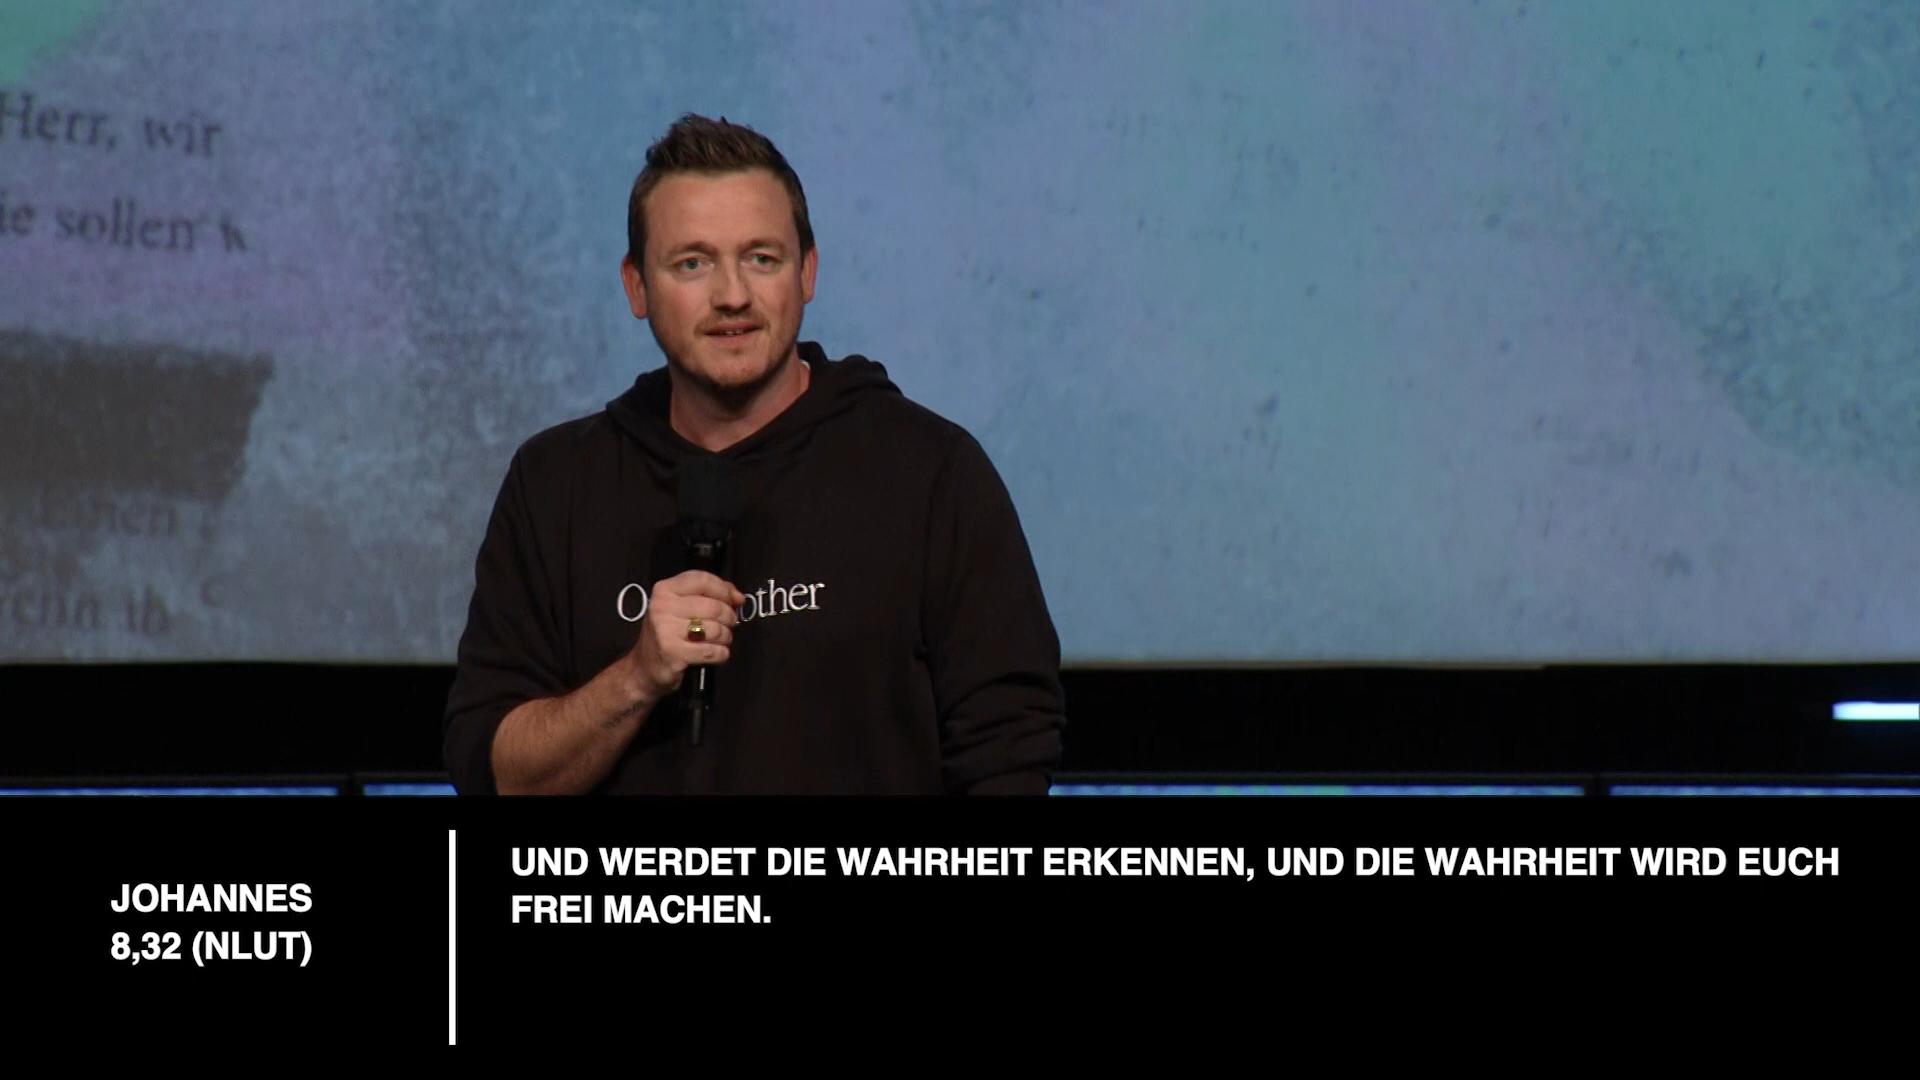 Herr, wir
sollen
other
JOHANNES
8,32 (NLUT)
UND WERDET DIE WAHRHEIT ERKENNEN, UND DIE WAHRHEIT WIRD EUCH
FREI MACHEN.